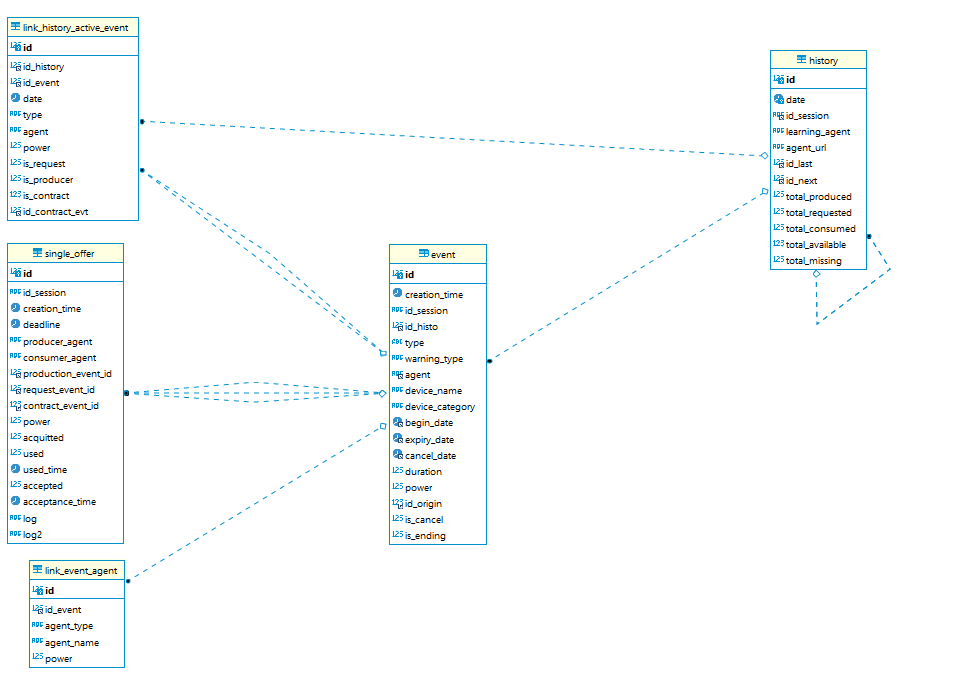 link_history_active_event
id
id_history
id_event
date
type
agent
power
is_request
is_producer
is_contract
id_contract_evt
single_offer
id
id_session
creation_time
deadline
producer_agent
consumer_agent
production_event_id
request_event_id
contract_event_id
power
acquitted
used
used_time
accepted
acceptance_time
log
log2
link_event_agent
id
id_event
agent_type
agent_name
power
event
id
creation_time
id_session
id_histo
type
warning_type
agent
device_name
device_category
begin_date
expiry_date
cancel_date
duration
power
id_origin
is_cancel
is_ending
history
id
date
id_session
learning_agent
agent_url
id_last
id_next
total_produced
total_requested
total_consumed
total_available
total_missing